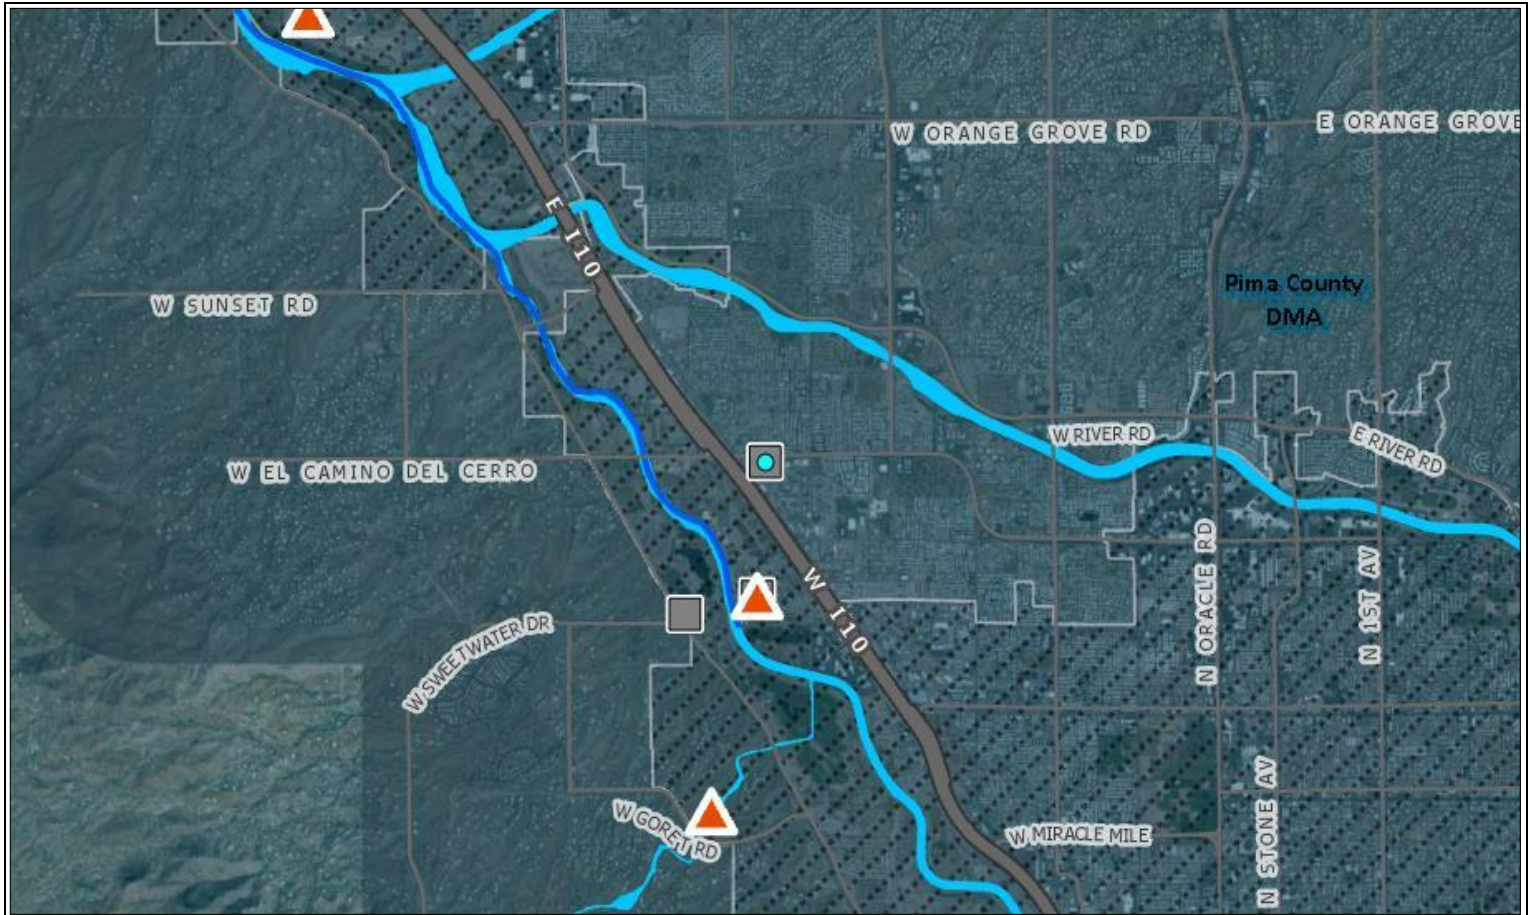 W ORANGE GROVE RD
E ORANGE GROVE
E I10
Pima County
DMA
W SUNSET RD
W RIVER RD
E RIVER RD
W EL CAMINO DEL CERRO
N ORACLE RD
N 1ST AV
W I10
W SWEETWATER DR
W GORET RD
W MIRACLE MILE
N STONE AV